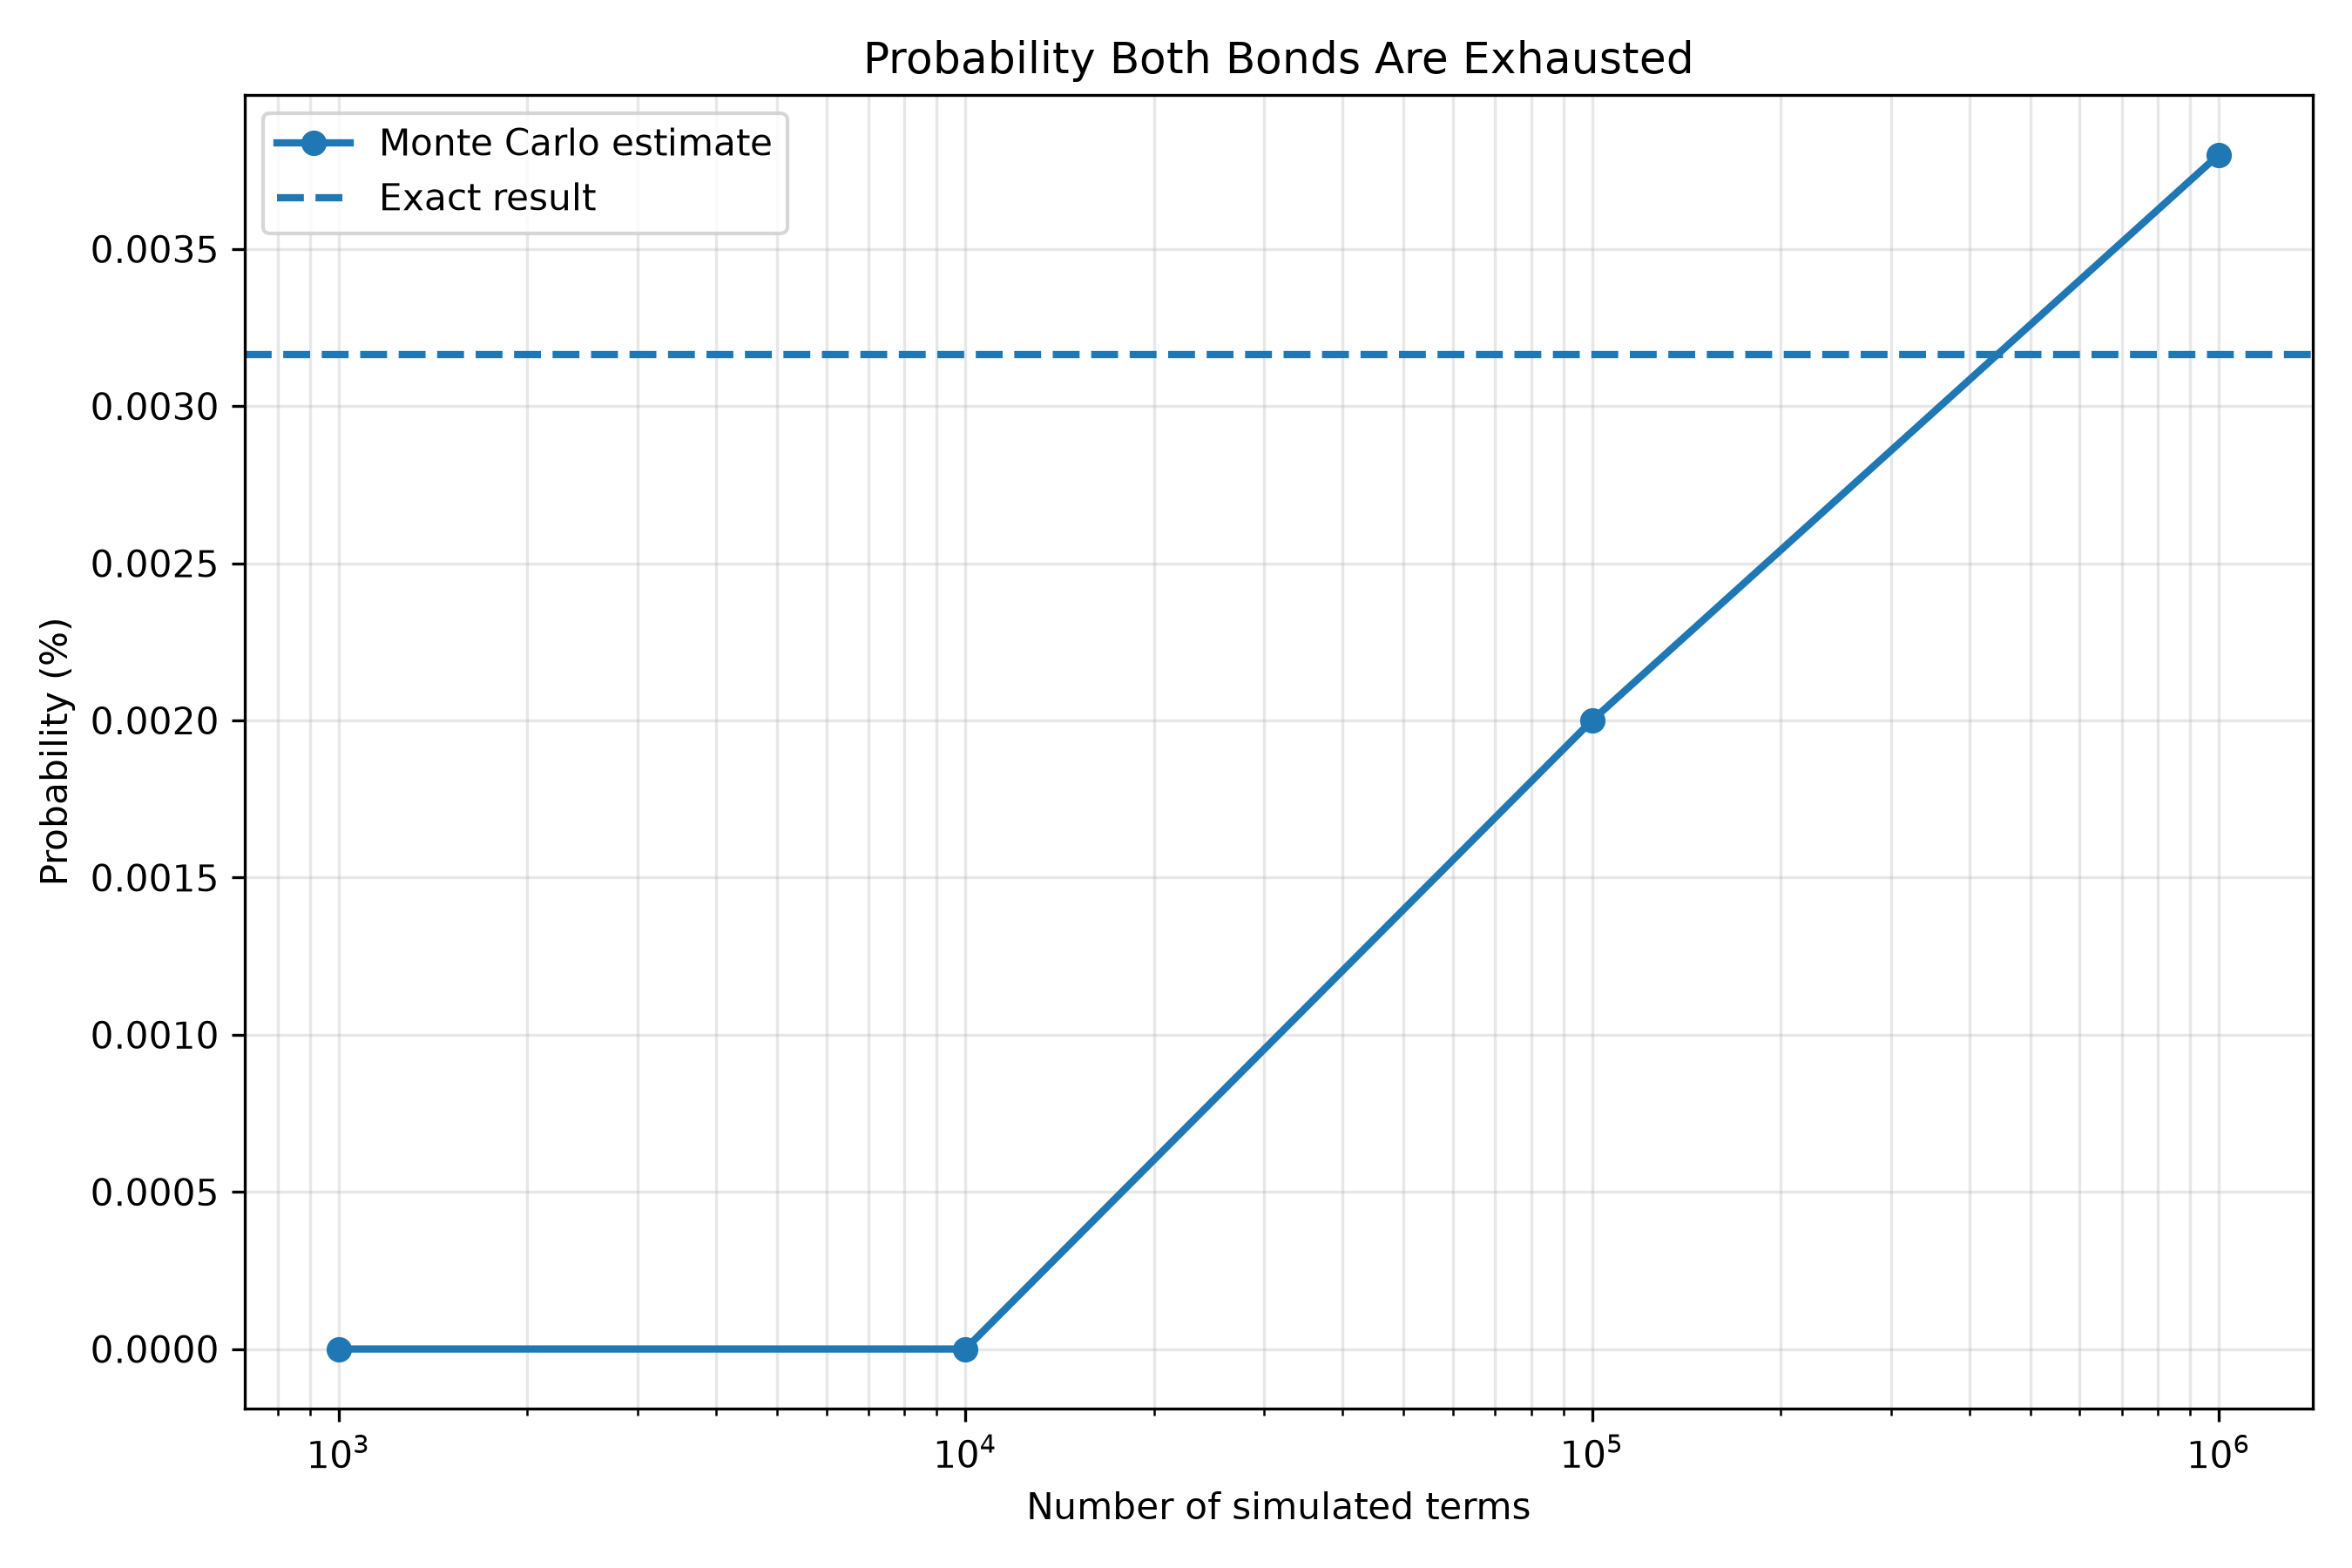 Probability Both Bonds Are Exhausted
Monte Carlo estimate
Exact result
Probability (%)
0.0035
0.0030
0.0025
0.0020
0.0015
0.0010
0.0005
0.0000
10³ 10⁴ 10⁵ 10⁶
Number of simulated terms